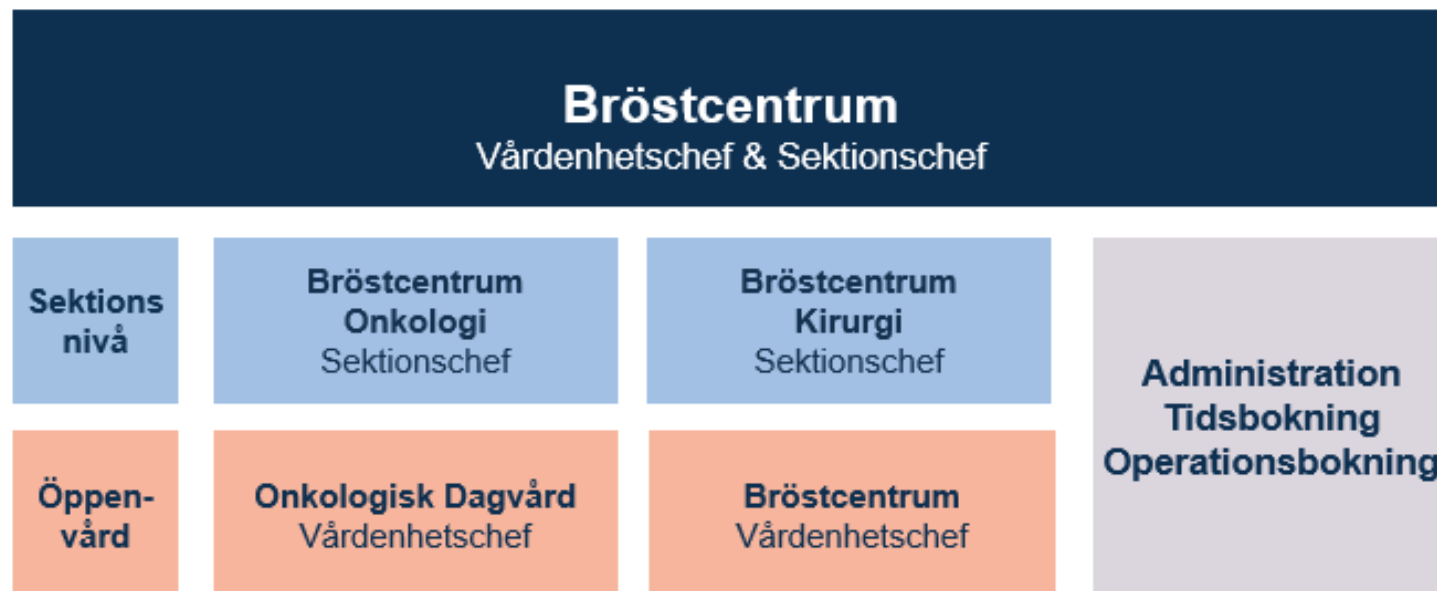 Bröstcentrum
Vårdenhetschef & Sektionschef
Sektions
nivå
Bröstcentrum
Onkologi
Sektionschef
Bröstcentrum
Kirurgi
Sektionschef
Administration
Tidsbokning
Operationsbokning
Öppen-
vård
Onkologisk Dagvård
Vårdenhetschef
Bröstcentrum
Vårdenhetschef